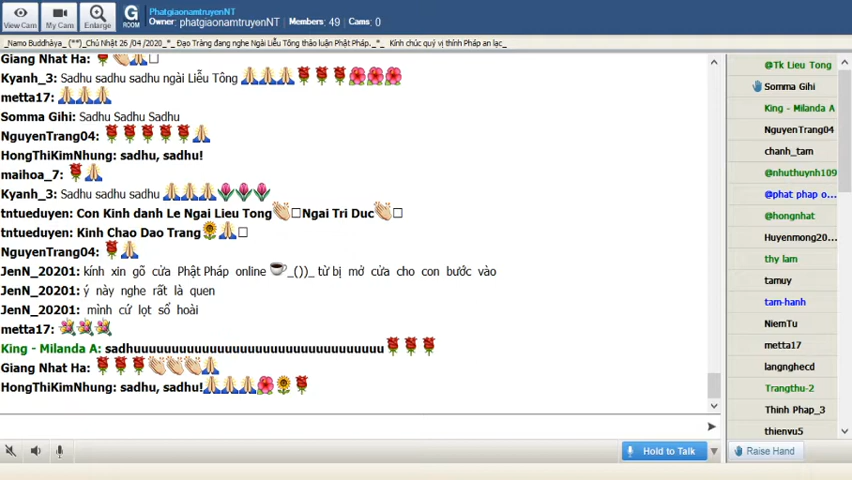 PhatgiaonamtruyenNT
Owner: phatgiaonamtruyenNT Members: 49 Cams: 0
View Cam My Cam Enlarge G ROOM
_Namo Buddhàya_ (**)_Chủ Nhật 26 /04 /2020_*_ Đạo Tràng đang nghe Ngài Liễu Tông thảo luận Phật Pháp._*_ Kính chúc quý vị thính Pháp an lạc_
Giang Nhat Ha:
Kyanh_3: Sadhu sadhu sadhu ngài Liễu Tông
metta17:
Somma Gihi: Sadhu Sadhu Sadhu
NguyenTrang04:
HongThiKimNhung: sadhu, sadhu!
maihoa_7:
Kyanh_3: Sadhu sadhu sadhu
tntueduyen: Con Kinh danh Le Ngai Lieu Tong Ngai Tri Duc
tntueduyen: Kinh Chao Dao Trang
NguyenTrang04:
JenN_20201: kính xin gõ cửa Phật Pháp online _())_ từ bị mở cửa cho con bước vào
JenN_20201: ý này nghe rất là quen
JenN_20201: mình cứ lọt sổ hoài
metta17:
King - Milanda A: sadhuuuuuuuuuuuuuuuuuuuuuuuuuuuuuuuuu
Giang Nhat Ha:
HongThiKimNhung: sadhu, sadhu!
@Tk Lieu Tong
Somma Gihi
King - Milanda A
NguyenTrang04
chanh_tam
@nhuthuynh109
@phat phap o...
@hongnhat
Huyenmong20...
thy lam
tamuy
tam-hanh
NiemTu
metta17
langnghecd
Trangthu-2
Thinh Pháp_3
thienvu5
Hold to Talk
Raise Hand